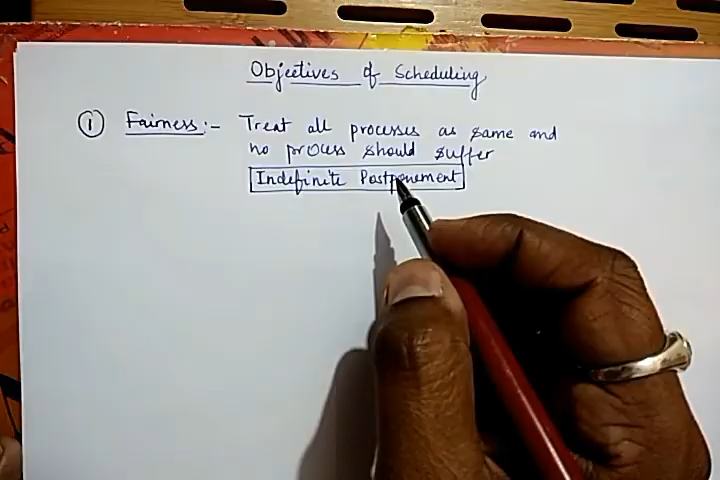 Objectives of Scheduling
① Fairness:- Treat all processes as same and
no process should suffer
Indefinite Postponement